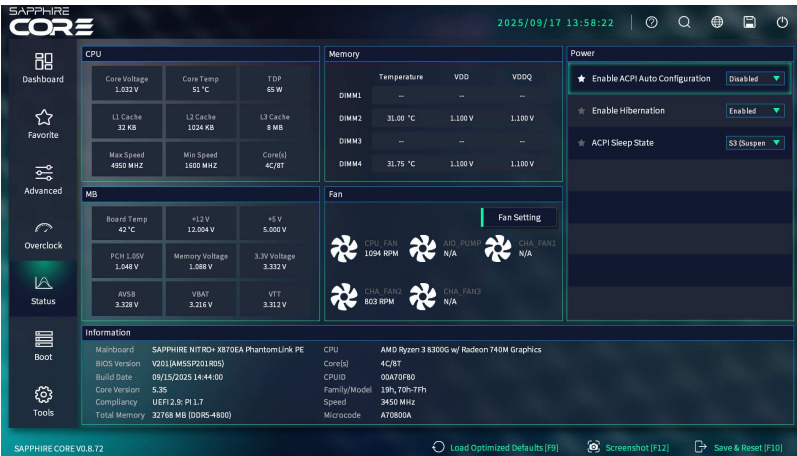 SAPPHIRE
CORE
2025/09/17 13:58:22
Dashboard
Favorite
Advanced
Overclock
Status
Boot
Tools
CPU
Core Voltage Core Temp TDP
1.032 V 51 °C 65 W
L1 Cache L2 Cache L3 Cache
32 KB 1024 KB 8 MB
Max Speed Min Speed Core(s)
4950 MHZ 1600 MHZ 4C/8T
Memory
Temperature VDD VDDQ
DIMM1 -- -- --
DIMM2 31.00 °C 1.100 V 1.100 V
DIMM3 -- -- --
DIMM4 31.75 °C 1.100 V 1.100 V
Power
Enable ACPI Auto Configuration Disabled
Enable Hibernation Enabled
ACPI Sleep State S3 (Suspen
MB
Board Temp +12 V +5 V
42 °C 12.004 V 5.000 V
PCH 1.05V Memory Voltage 3.3V Voltage
1.048 V 1.088 V 3.332 V
AVSB VBAT VTT
3.328 V 3.216 V 3.312 V
Fan
Fan Setting
CPU_FAN AIO_PUMP CHA_FAN1
1094 RPM N/A N/A
CHA_FAN2 CHA_FAN3
803 RPM N/A
Information
Mainboard SAPPHIRE NITRO+ X870EA PhantomLink PE
BIOS Version V201(AM5SP201R05)
Build Date 09/15/2025 14:44:00
Core Version 5.35
Compliancy UEFI 2.9: PI 1.7
Total Memory 32768 MB (DDR5-4800)
CPU AMD Ryzen 3 8300G w/ Radeon 740M Graphics
Core(s) 4C/8T
CPUID 00A70F80
Family/Model 19h, 70h-7Fh
Speed 3450 MHz
Microcode A70800A
SAPPHIRE CORE V0.8.72
Load Optimized Defaults [F9]
Screenshot [F12]
Save & Reset [F10]